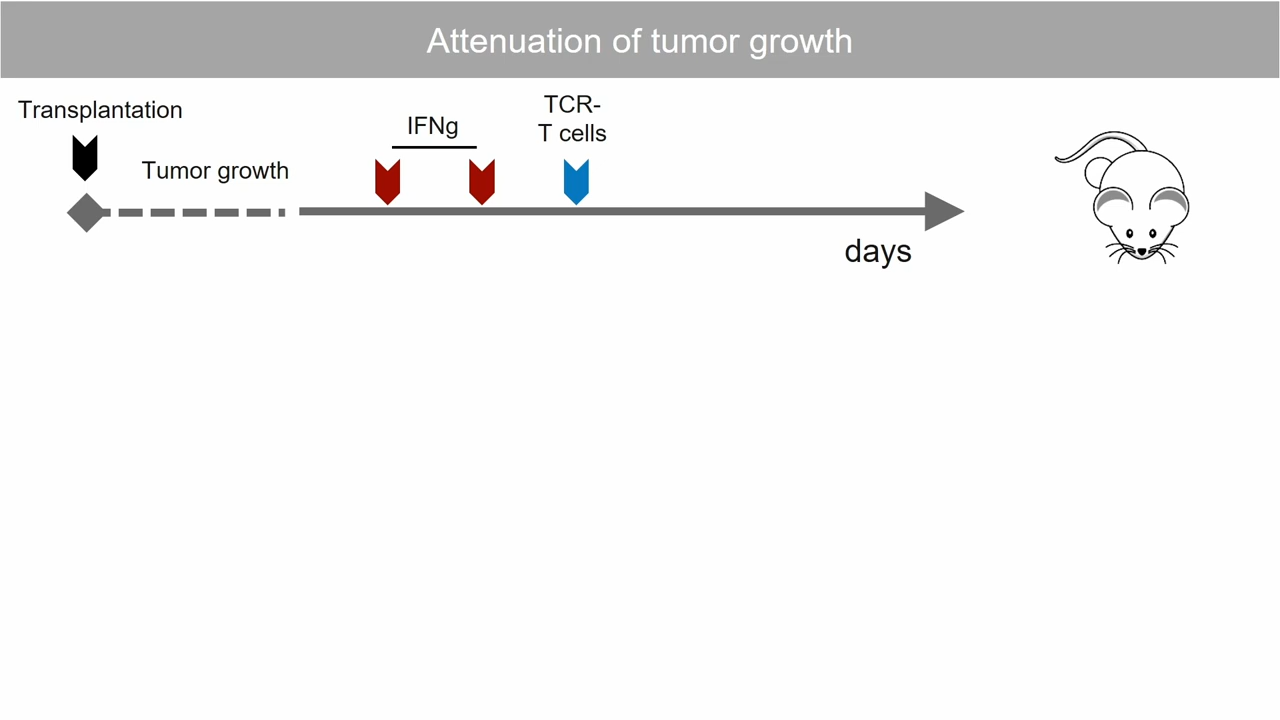 Attenuation of tumor growth
Transplantation
Tumor growth
IFNg
TCR-
T cells
days